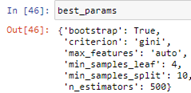 In [46]: best_params
Out[46]: {'bootstrap': True,
'criterion': 'gini',
'max_features': 'auto',
'min_samples_leaf': 4,
'min_samples_split': 10,
'n_estimators': 500}